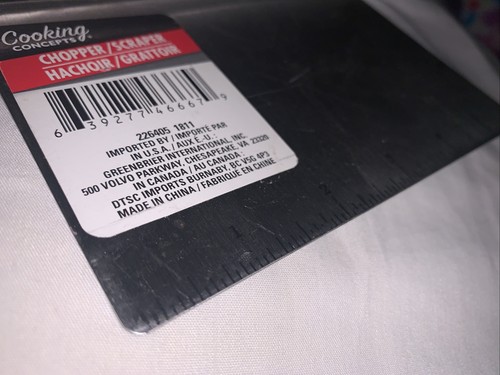 Cooking
CONCEPTS®
CHOPPER/SCRAPER
HACHOIR/GRATTOIR
6 39277 46667 9
226405 1811
IMPORTED BY / IMPORTÉ PAR
IN U.S.A. / AUX É.-U.:
GREENBRIER INTERNATIONAL, INC.
500 VOLVO PARKWAY, CHESAPEAKE, VA 23320
IN CANADA / AU CANADA:
DTSC IMPORTS BURNABY, BC V5G 4P3
MADE IN CHINA / FABRIQUÉ EN CHINE
1
2